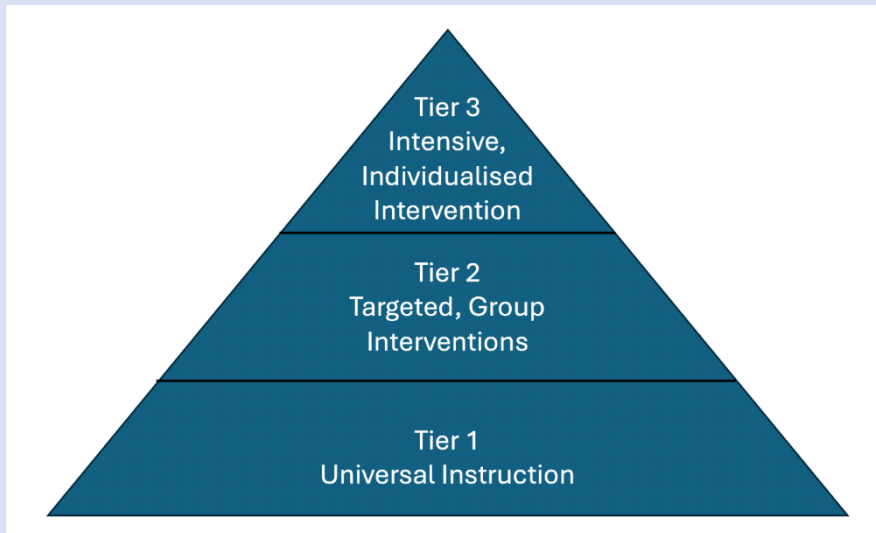 Tier 3
Intensive,
Individualised
Intervention
Tier 2
Targeted, Group
Interventions
Tier 1
Universal Instruction